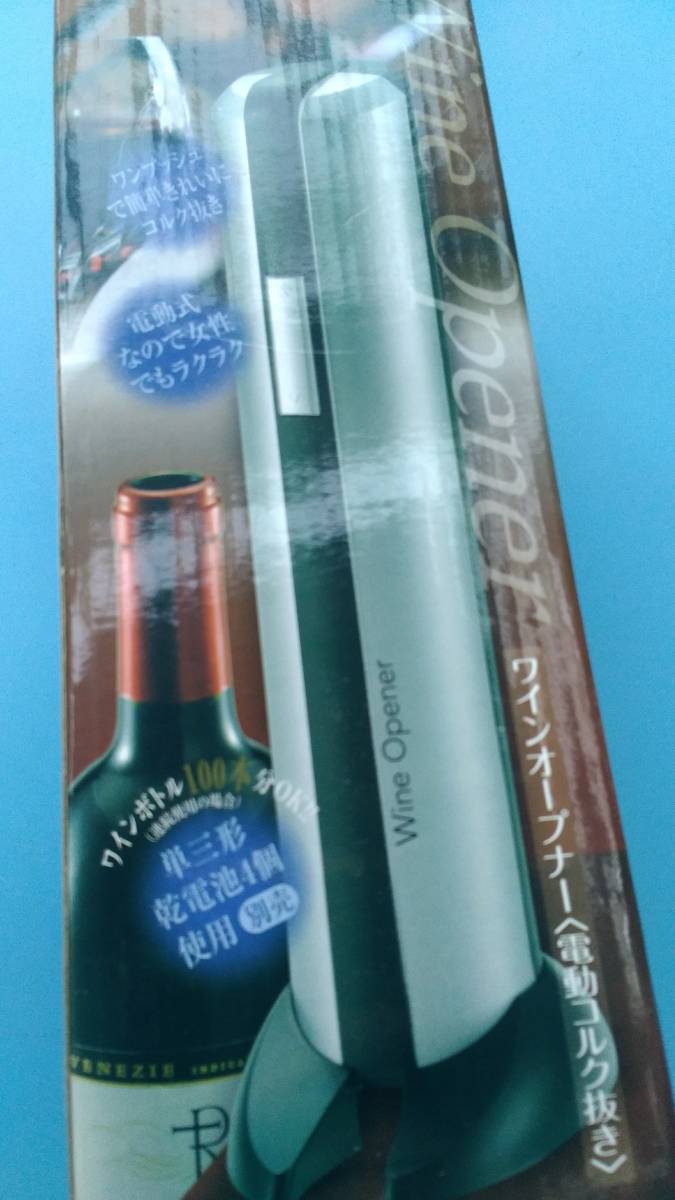 Wine Opener
ワンプッシュ
で簡単きれいに
コルク抜き
電動式
なので女性
でもラクラク
Wine Opener
ワインオープナー〈電動コルク抜き〉
ワインボトル100本分OK!!
(連続使用の場合)
単三形
乾電池4個
使用 別売
VENEZIE INDICA
R